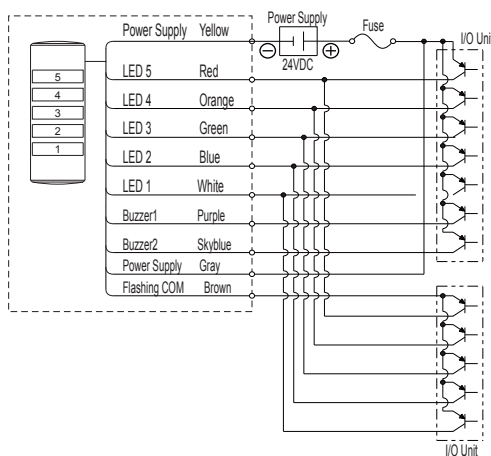 Power Supply Yellow
Power Supply
24VDC
Fuse
I/O Uni
LED 5 Red
LED 4 Orange
LED 3 Green
LED 2 Blue
LED 1 White
Buzzer1 Purple
Buzzer2 Skyblue
Power Supply Gray
Flashing COM Brown
5
4
3
2
1
I/O Unit